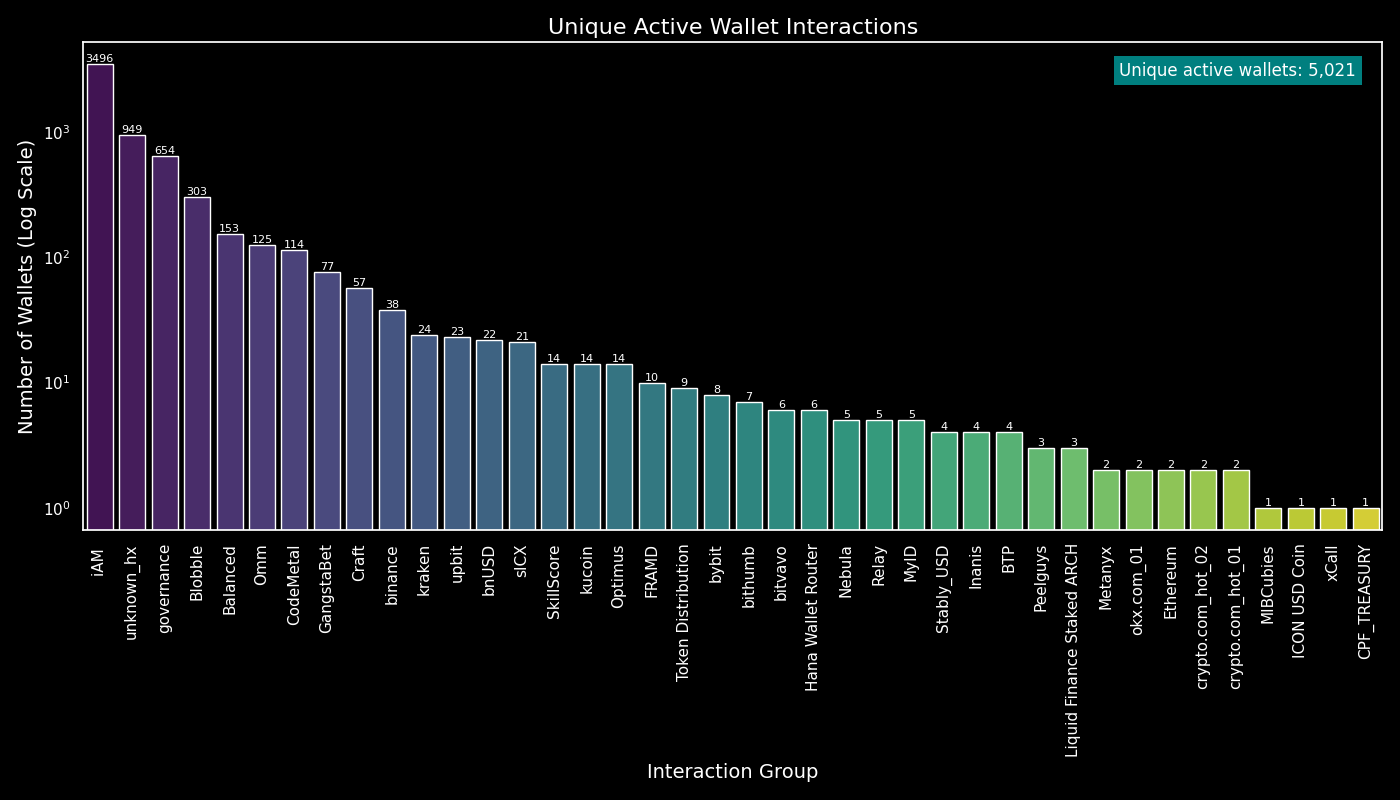 Unique Active Wallet Interactions
Unique active wallets: 5,021
Number of Wallets (Log Scale)
10³
10²
10¹
10⁰
3496
949
654
303
153
125
114
77
57
38
24
23
22
21
14
14
14
10
9
8
7
6
6
5
5
5
4
4
4
3
3
2
2
2
2
2
1
1
1
1
iAM
unknown_hx
governance
Blobble
Balanced
Omm
CodeMetal
GangstaBet
Craft
binance
kraken
upbit
bnUSD
sICX
SkillScore
kucoin
Optimus
FRAMD
Token Distribution
bybit
bithumb
bitvavo
Hana Wallet Router
Nebula
Relay
MyID
Stably_USD
Inanis
BTP
Peelguys
Liquid Finance Staked ARCH
Metanyx
okx.com_01
Ethereum
crypto.com_hot_02
crypto.com_hot_01
MIBCubies
ICON USD Coin
xCall
CPF_TREASURY
Interaction Group